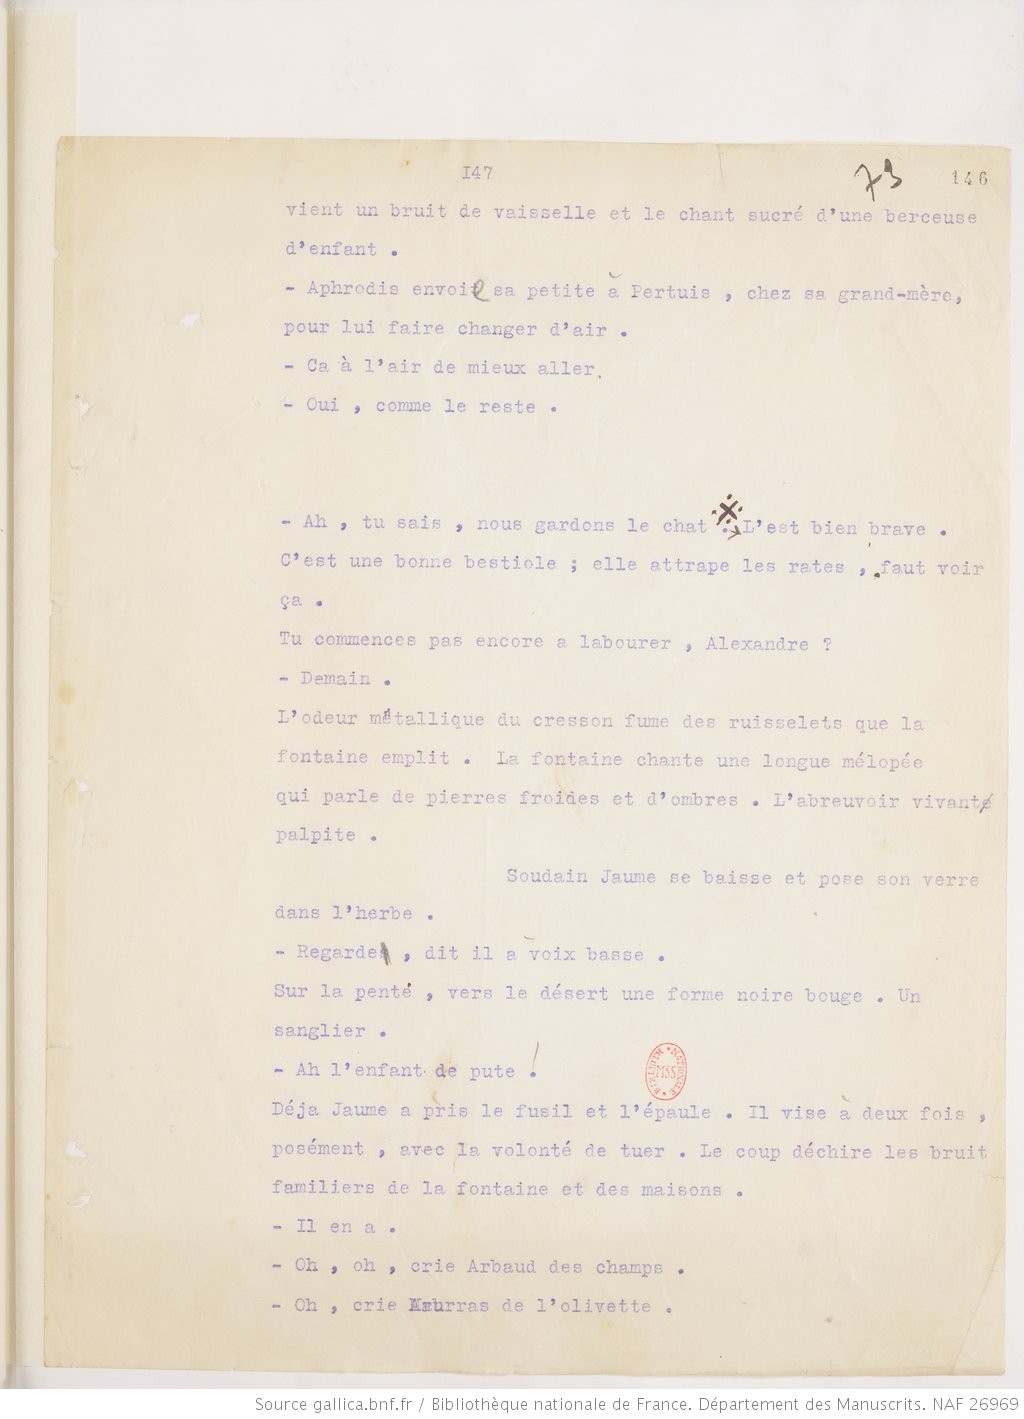 147
73
146
vient un bruit de vaisselle et le chant sucré d'une berceuse
d'enfant .
- Aphrodis envoie sa petite à Pertuis , chez sa grand-mère,
pour lui faire changer d'air .
- Ca à l'air de mieux aller.
- Oui , comme le reste .
- Ah , tu sais , nous gardons le chat . L'est bien brave .
C'est une bonne bestiole ; elle attrape les rates , faut voir
ça .
Tu commences pas encore a labourer , Alexandre ?
- Demain .
L'odeur métallique du cresson fume des ruisselets que la
fontaine emplit . La fontaine chante une longue mélopée
qui parle de pierres froides et d'ombres . L'abreuvoir vivant
palpite .
Soudain Jaume se baisse et pose son verre
dans l'herbe .
- Regarde , dit il à voix basse .
Sur la penté , vers le désert une forme noire bouge . Un
sanglier .
- Ah l'enfant de pute !
Déja Jaume a pris le fusil et l'épaule . Il vise à deux fois ,
posément , avec la volonté de tuer . Le coup déchire les bruit
familiers de la fontaine et des maisons .
- Il en a .
- Oh , oh , crie Arbaud des champs .
- Oh , crie Maurras de l'olivette .
BIBLIOTH. NATIONALE
MSS
Source gallica.bnf.fr / Bibliothèque nationale de France. Département des Manuscrits. NAF 26969